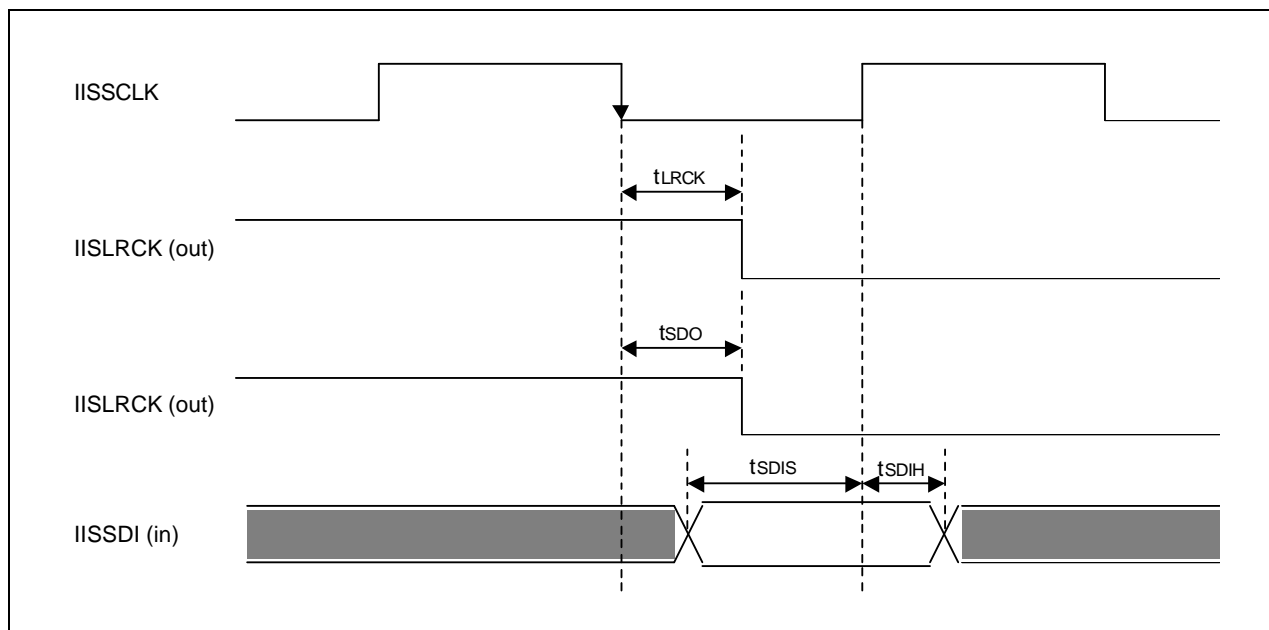 IISSCLK
tLRCK
IISLRCK (out)
tSDO
IISLRCK (out)
tSDIS
tSDIH
IISSDI (in)